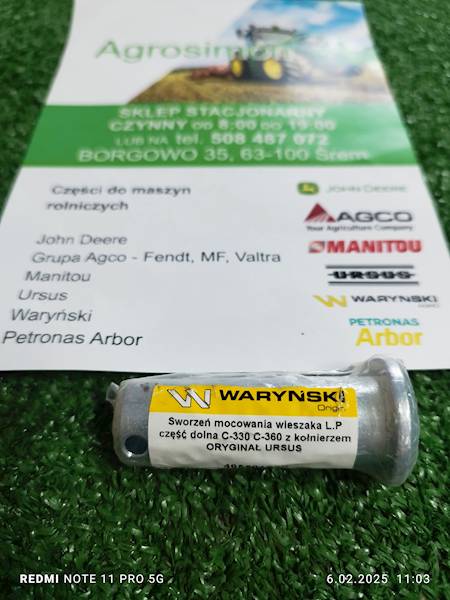 SKLEP STACJONARNY
CZYNNY OD 8:00 DO
LUB NA tel. 508 487 072
BORGOWO 35, 63-100 Śrem
Części do maszyn
rolniczych
John Deere
Grupa Agco - Fendt, MF, Valtra
Manitou
Ursus
Waryński
Petronas Arbor
JOHN DEERE
AGCO
Your Agriculture Company
MANITOU
URSUS
WARYŃSKI
PETRONAS
Arbor
WARYŃSKI
Origin
Sworzeń mocowania wieszaka L.P
część dolna C-330 C-360 z kołnierzem
ORYGINAŁ URSUS
REDMI NOTE 11 PRO 5G
6.02.2025 11:03